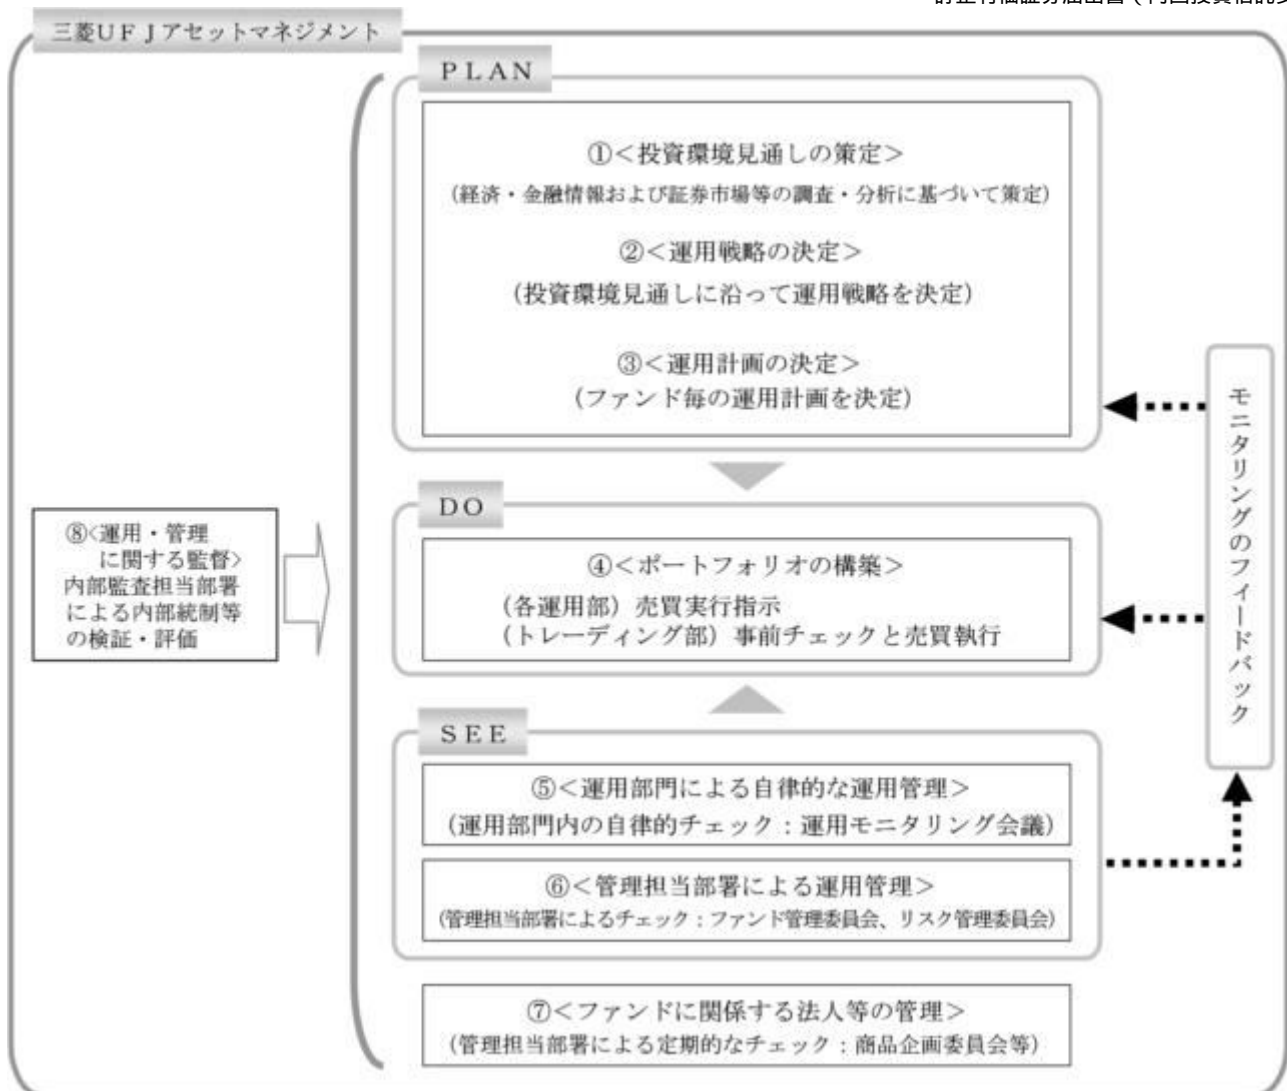 三菱UFJアセットマネジメント
PLAN
①<投資環境見通しの策定>
(経済・金融情報および証券市場等の調査・分析に基づいて策定)
②<運用戦略の決定>
(投資環境見通しに沿って運用戦略を決定)
③<運用計画の決定>
(ファンド毎の運用計画を決定)
DO
④<ポートフォリオの構築>
(各運用部)売買実行指示
(トレーディング部)事前チェックと売買執行
SEE
⑤<運用部門による自律的な運用管理>
(運用部門内の自律的チェック:運用モニタリング会議)
⑥<管理担当部署による運用管理>
(管理担当部署によるチェック:ファンド管理委員会、リスク管理委員会)
⑦<ファンドに関係する法人等の管理>
(管理担当部署による定期的なチェック:商品企画委員会等)
⑧<運用・管理
に関する監督>
内部監査担当部署
による内部統制等
の検証・評価
モニタリングのフィードバック